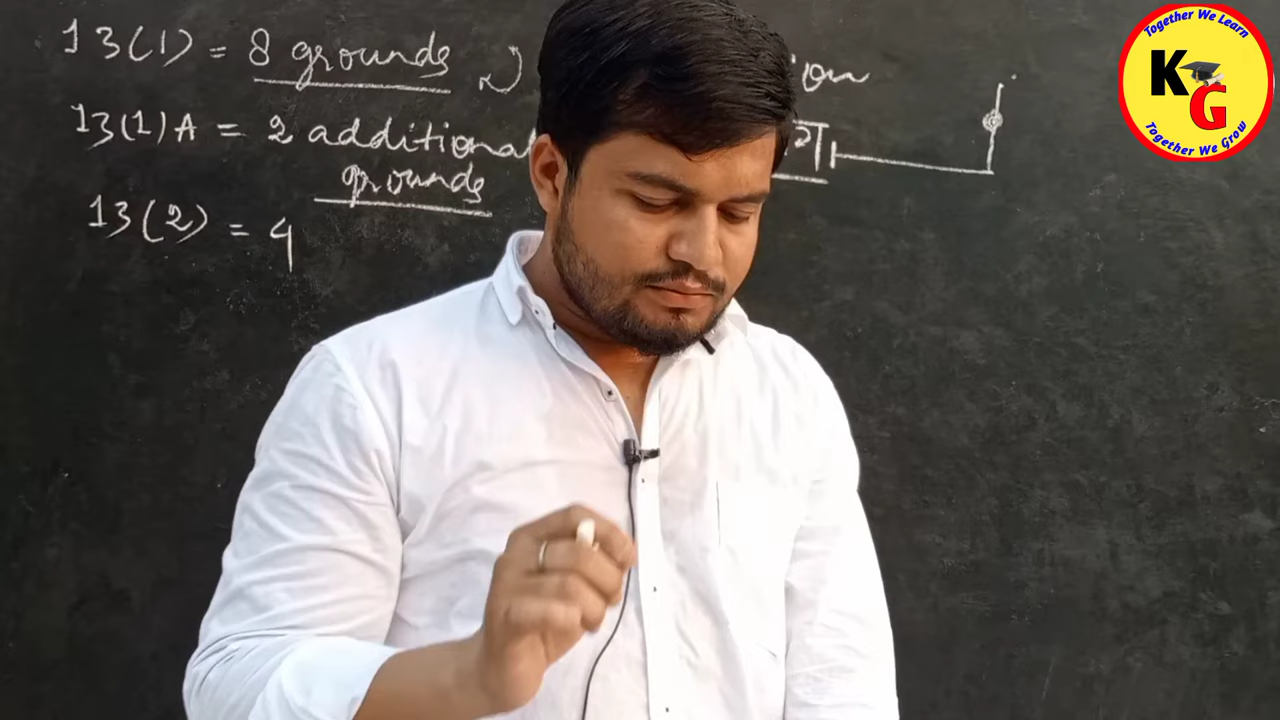 13(1) = 8 grounds
13(1)A = 2 additional
grounds
13(2) = 4
Together We Learn
KG
Together We Grow